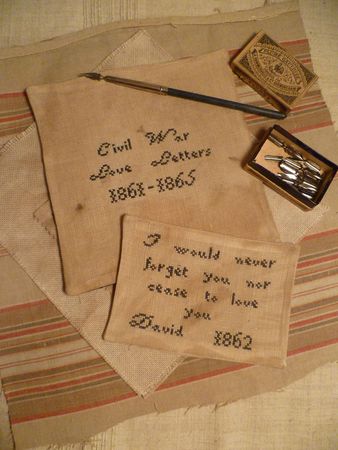 Civil War
Love Letters
1861-1865
I would never
forget you nor
cease to love
you
David 1862